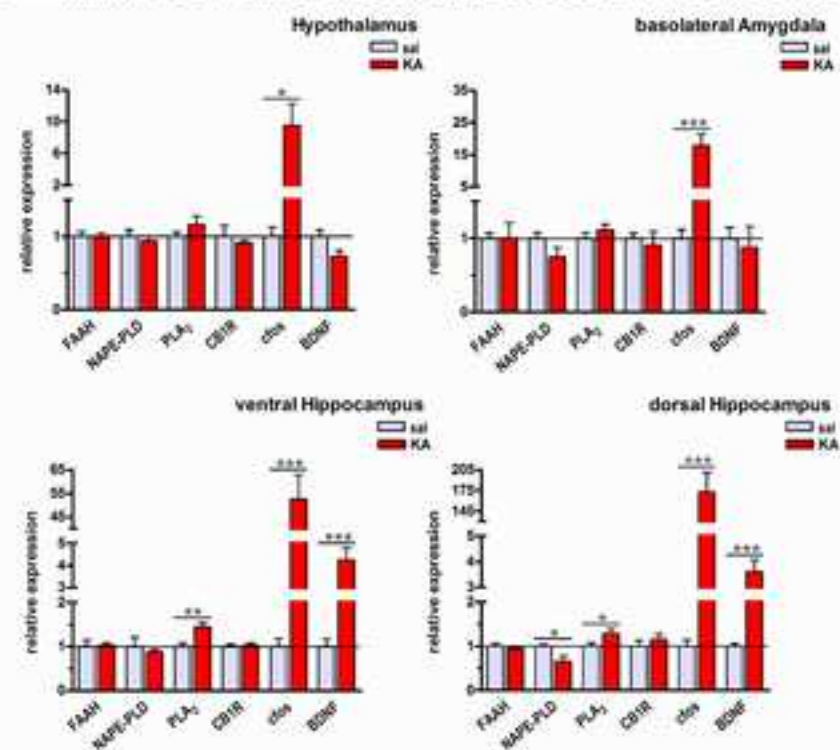 Hypothalamus
sal
KA
relative expression
14
10
6
2
1
0
*
FAAH
NAPE-PLD
PLA2
CB1R
cfos
BDNF
basolateral Amygdala
sal
KA
relative expression
35
25
15
5
1
0
***
FAAH
NAPE-PLD
PLA2
CB1R
cfos
BDNF
ventral Hippocampus
sal
KA
relative expression
65
55
45
5
4
3
2
1
0
**
***
***
FAAH
NAPE-PLD
PLA2
CB1R
cfos
BDNF
dorsal Hippocampus
sal
KA
relative expression
205
175
145
5
4
3
2
1
0
*
*
***
***
FAAH
NAPE-PLD
PLA2
CB1R
cfos
BDNF